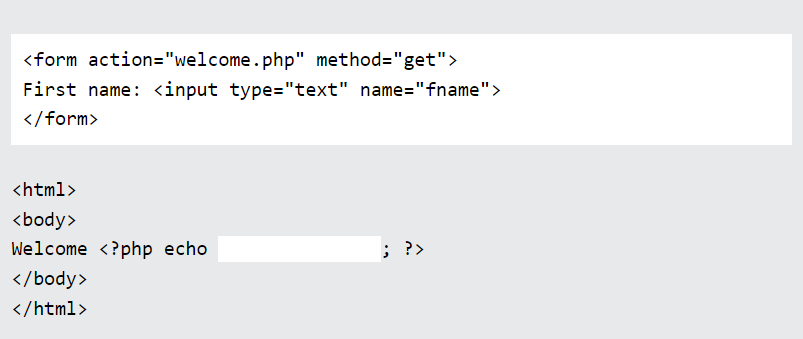 <form action="welcome.php" method="get">
First name: <input type="text" name="fname">
</form>
<html>
<body>
Welcome <?php echo ; ?>
</body>
</html>